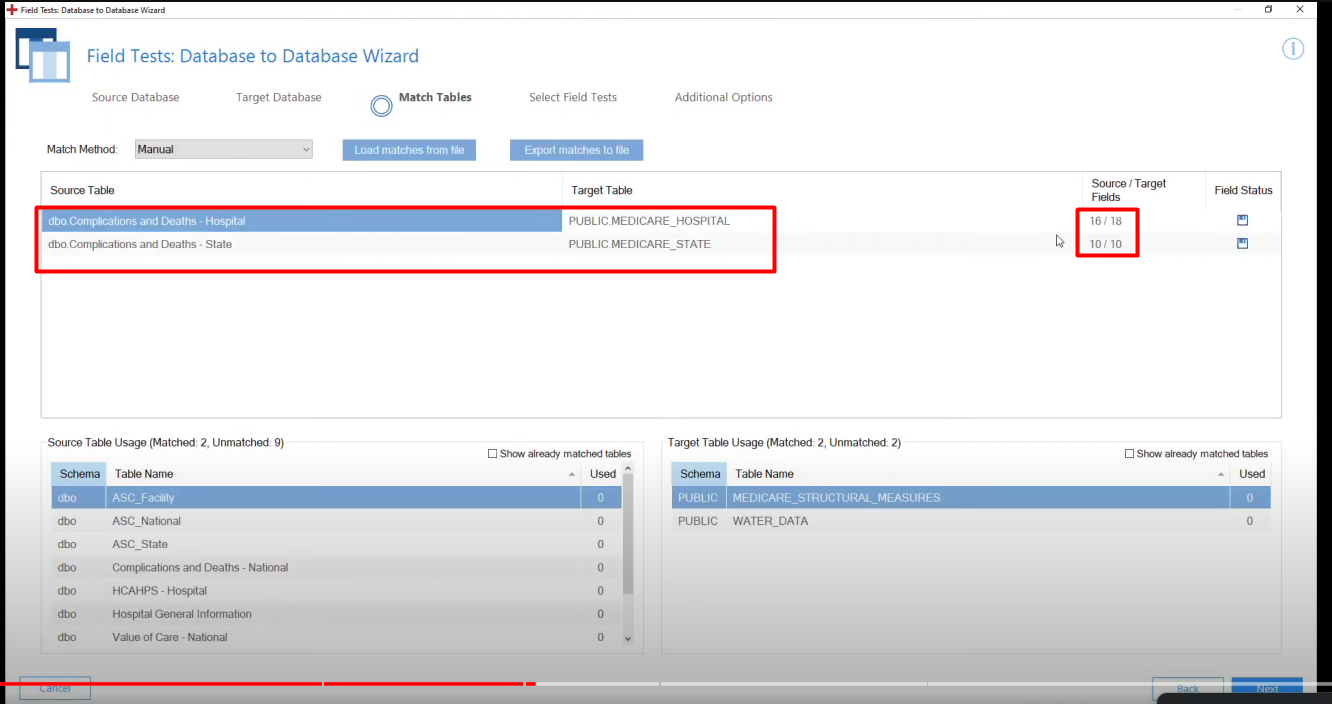 Field Tests: Database to Database Wizard
Field Tests: Database to Database Wizard
Source Database Target Database Match Tables Select Field Tests Additional Options
Match Method: Manual Load matches from file Export matches to file
Source Table Target Table Source / Target Fields Field Status
dbo.Complications and Deaths - Hospital PUBLIC.MEDICARE_HOSPITAL 16 / 18
dbo.Complications and Deaths - State PUBLIC.MEDICARE_STATE 10 / 10
Source Table Usage (Matched: 2, Unmatched: 9)
Show already matched tables
Schema Table Name Used
dbo ASC_Facility 0
dbo ASC_National 0
dbo ASC_State 0
dbo Complications and Deaths - National 0
dbo HCAHPS - Hospital 0
dbo Hospital General Information 0
dbo Value of Care - National 0
Target Table Usage (Matched: 2, Unmatched: 2)
Show already matched tables
Schema Table Name Used
PUBLIC MEDICARE_STRUCTURAL_MEASURES 0
PUBLIC WATER_DATA 0
Cancel Back Next